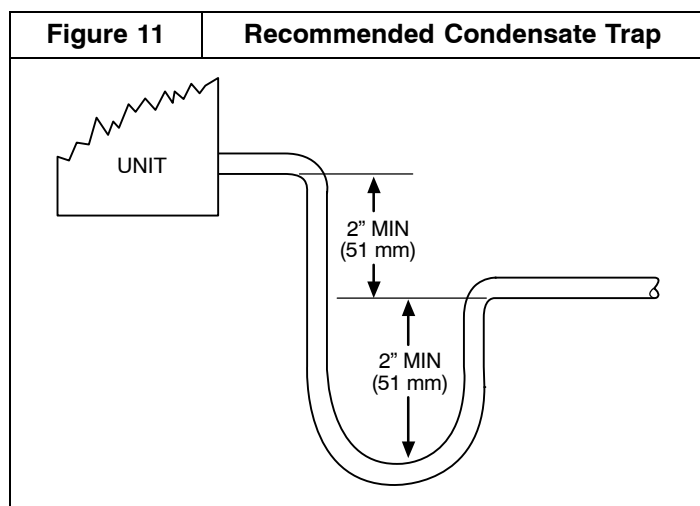 Figure 11 Recommended Condensate Trap
UNIT
2” MIN
(51 mm)
2” MIN
(51 mm)